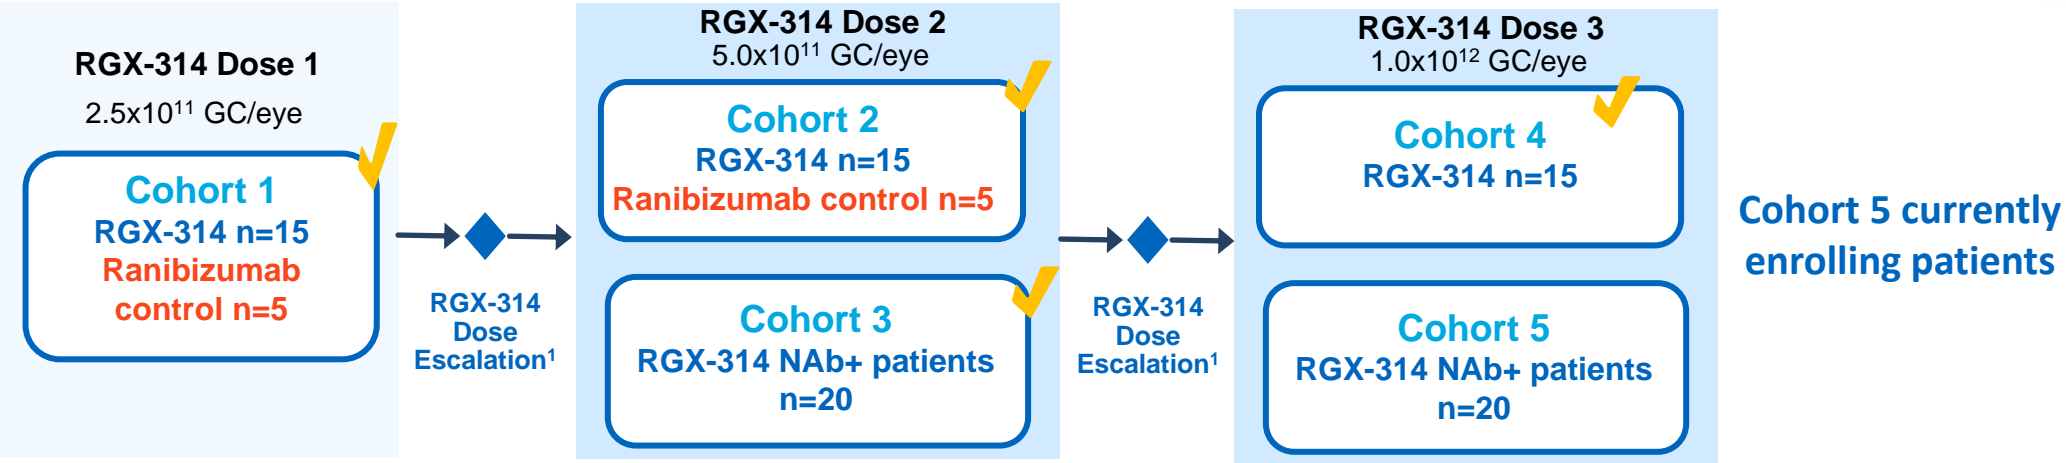 RGX-314 Dose 1
2.5x10¹¹ GC/eye
Cohort 1
RGX-314 n=15
Ranibizumab
control n=5
RGX-314
Dose
Escalation¹
RGX-314 Dose 2
5.0x10¹¹ GC/eye
Cohort 2
RGX-314 n=15
Ranibizumab control n=5
Cohort 3
RGX-314 NAb+ patients
n=20
RGX-314
Dose
Escalation¹
RGX-314 Dose 3
1.0x10¹² GC/eye
Cohort 4
RGX-314 n=15
Cohort 5
RGX-314 NAb+ patients
n=20
Cohort 5 currently
enrolling patients